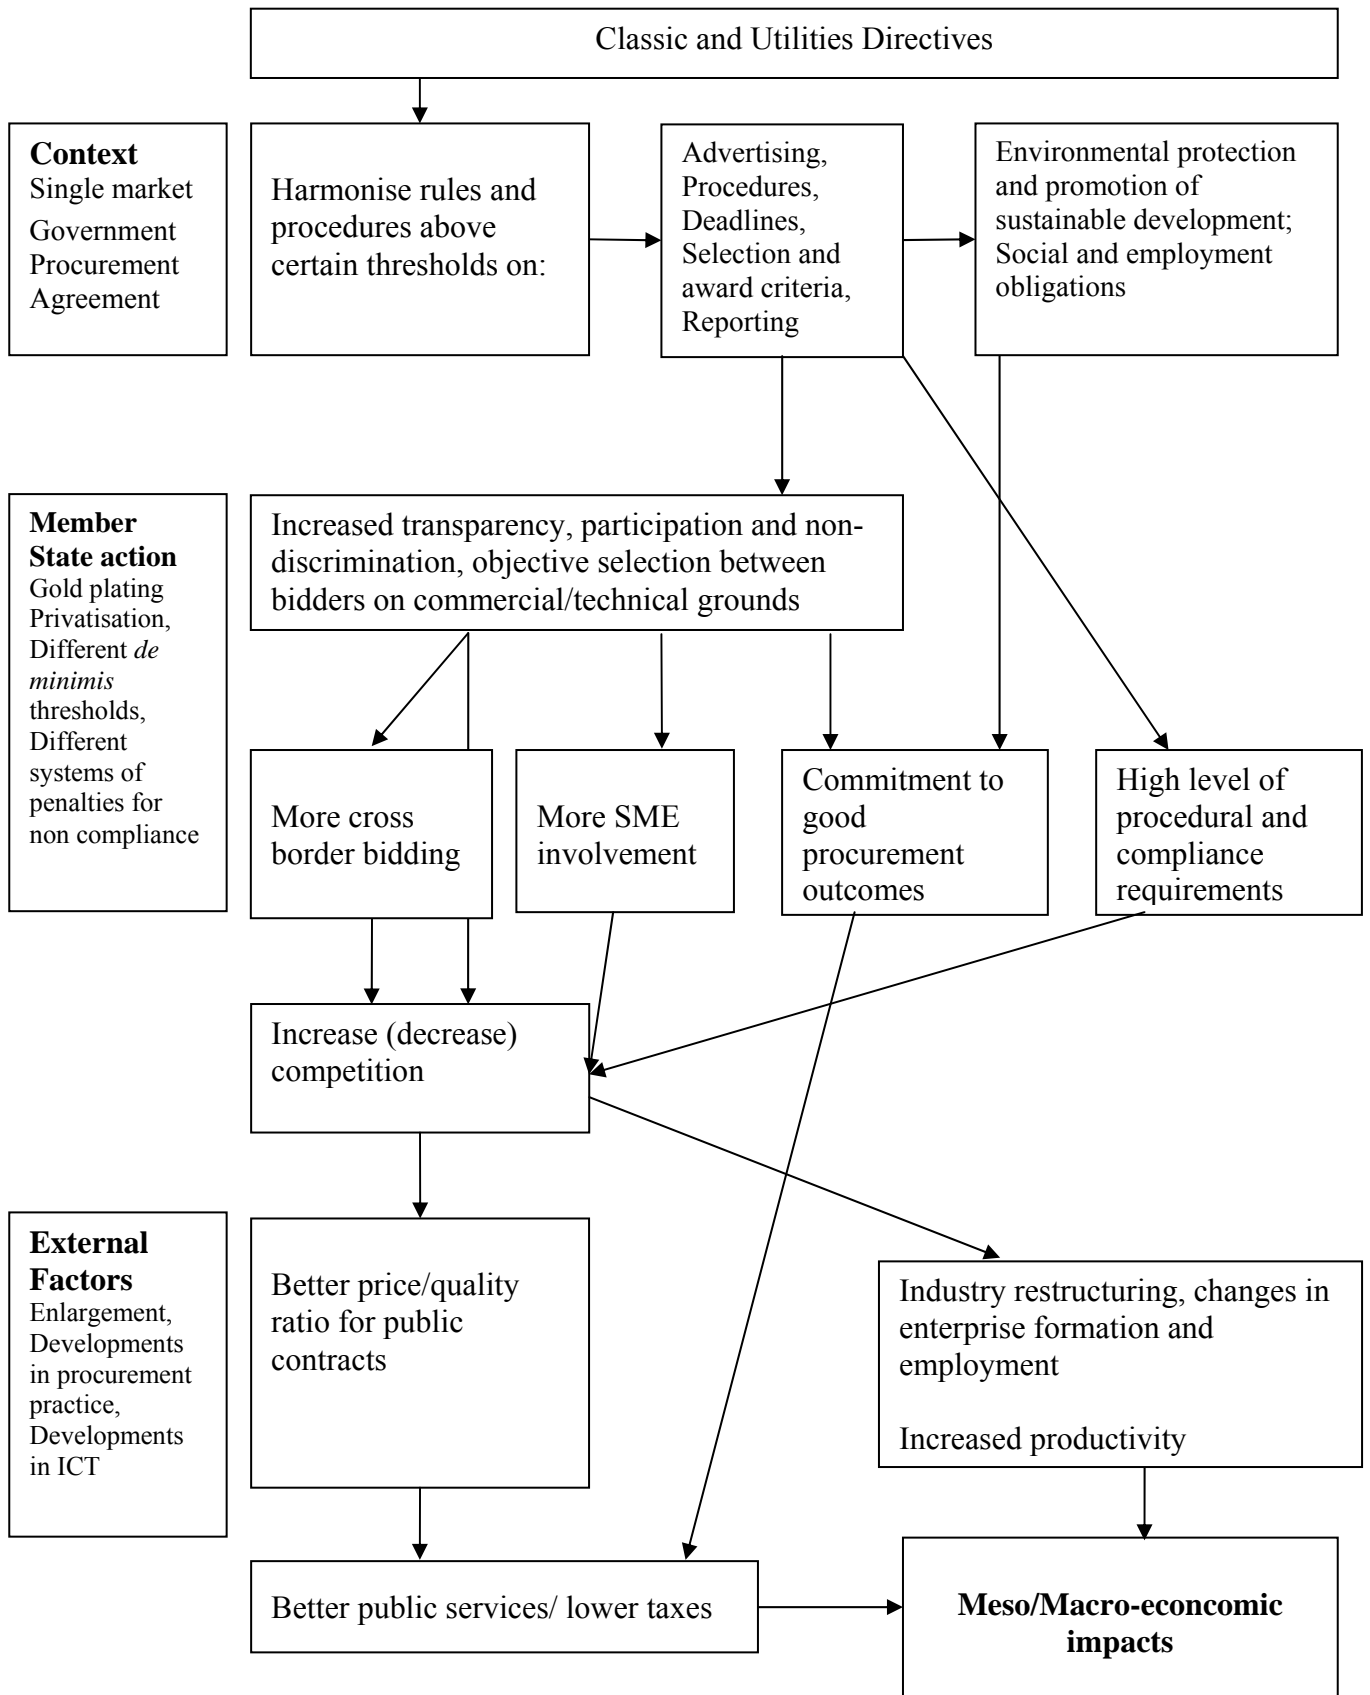 Classic and Utilities Directives
Context
Single market
Government
Procurement
Agreement
Harmonise rules and
procedures above
certain thresholds on:
Advertising,
Procedures,
Deadlines,
Selection and
award criteria,
Reporting
Environmental protection
and promotion of
sustainable development;
Social and employment
obligations
Member
State action
Gold plating
Privatisation,
Different de
minimis
thresholds,
Different
systems of
penalties for
non compliance
Increased transparency, participation and non-
discrimination, objective selection between
bidders on commercial/technical grounds
More cross
border bidding
More SME
involvement
Commitment to
good
procurement
outcomes
High level of
procedural and
compliance
requirements
Increase (decrease)
competition
External
Factors
Enlargement,
Developments
in procurement
practice,
Developments
in ICT
Better price/quality
ratio for public
contracts
Industry restructuring, changes in
enterprise formation and
employment
Increased productivity
Better public services/ lower taxes
Meso/Macro-econcomic
impacts